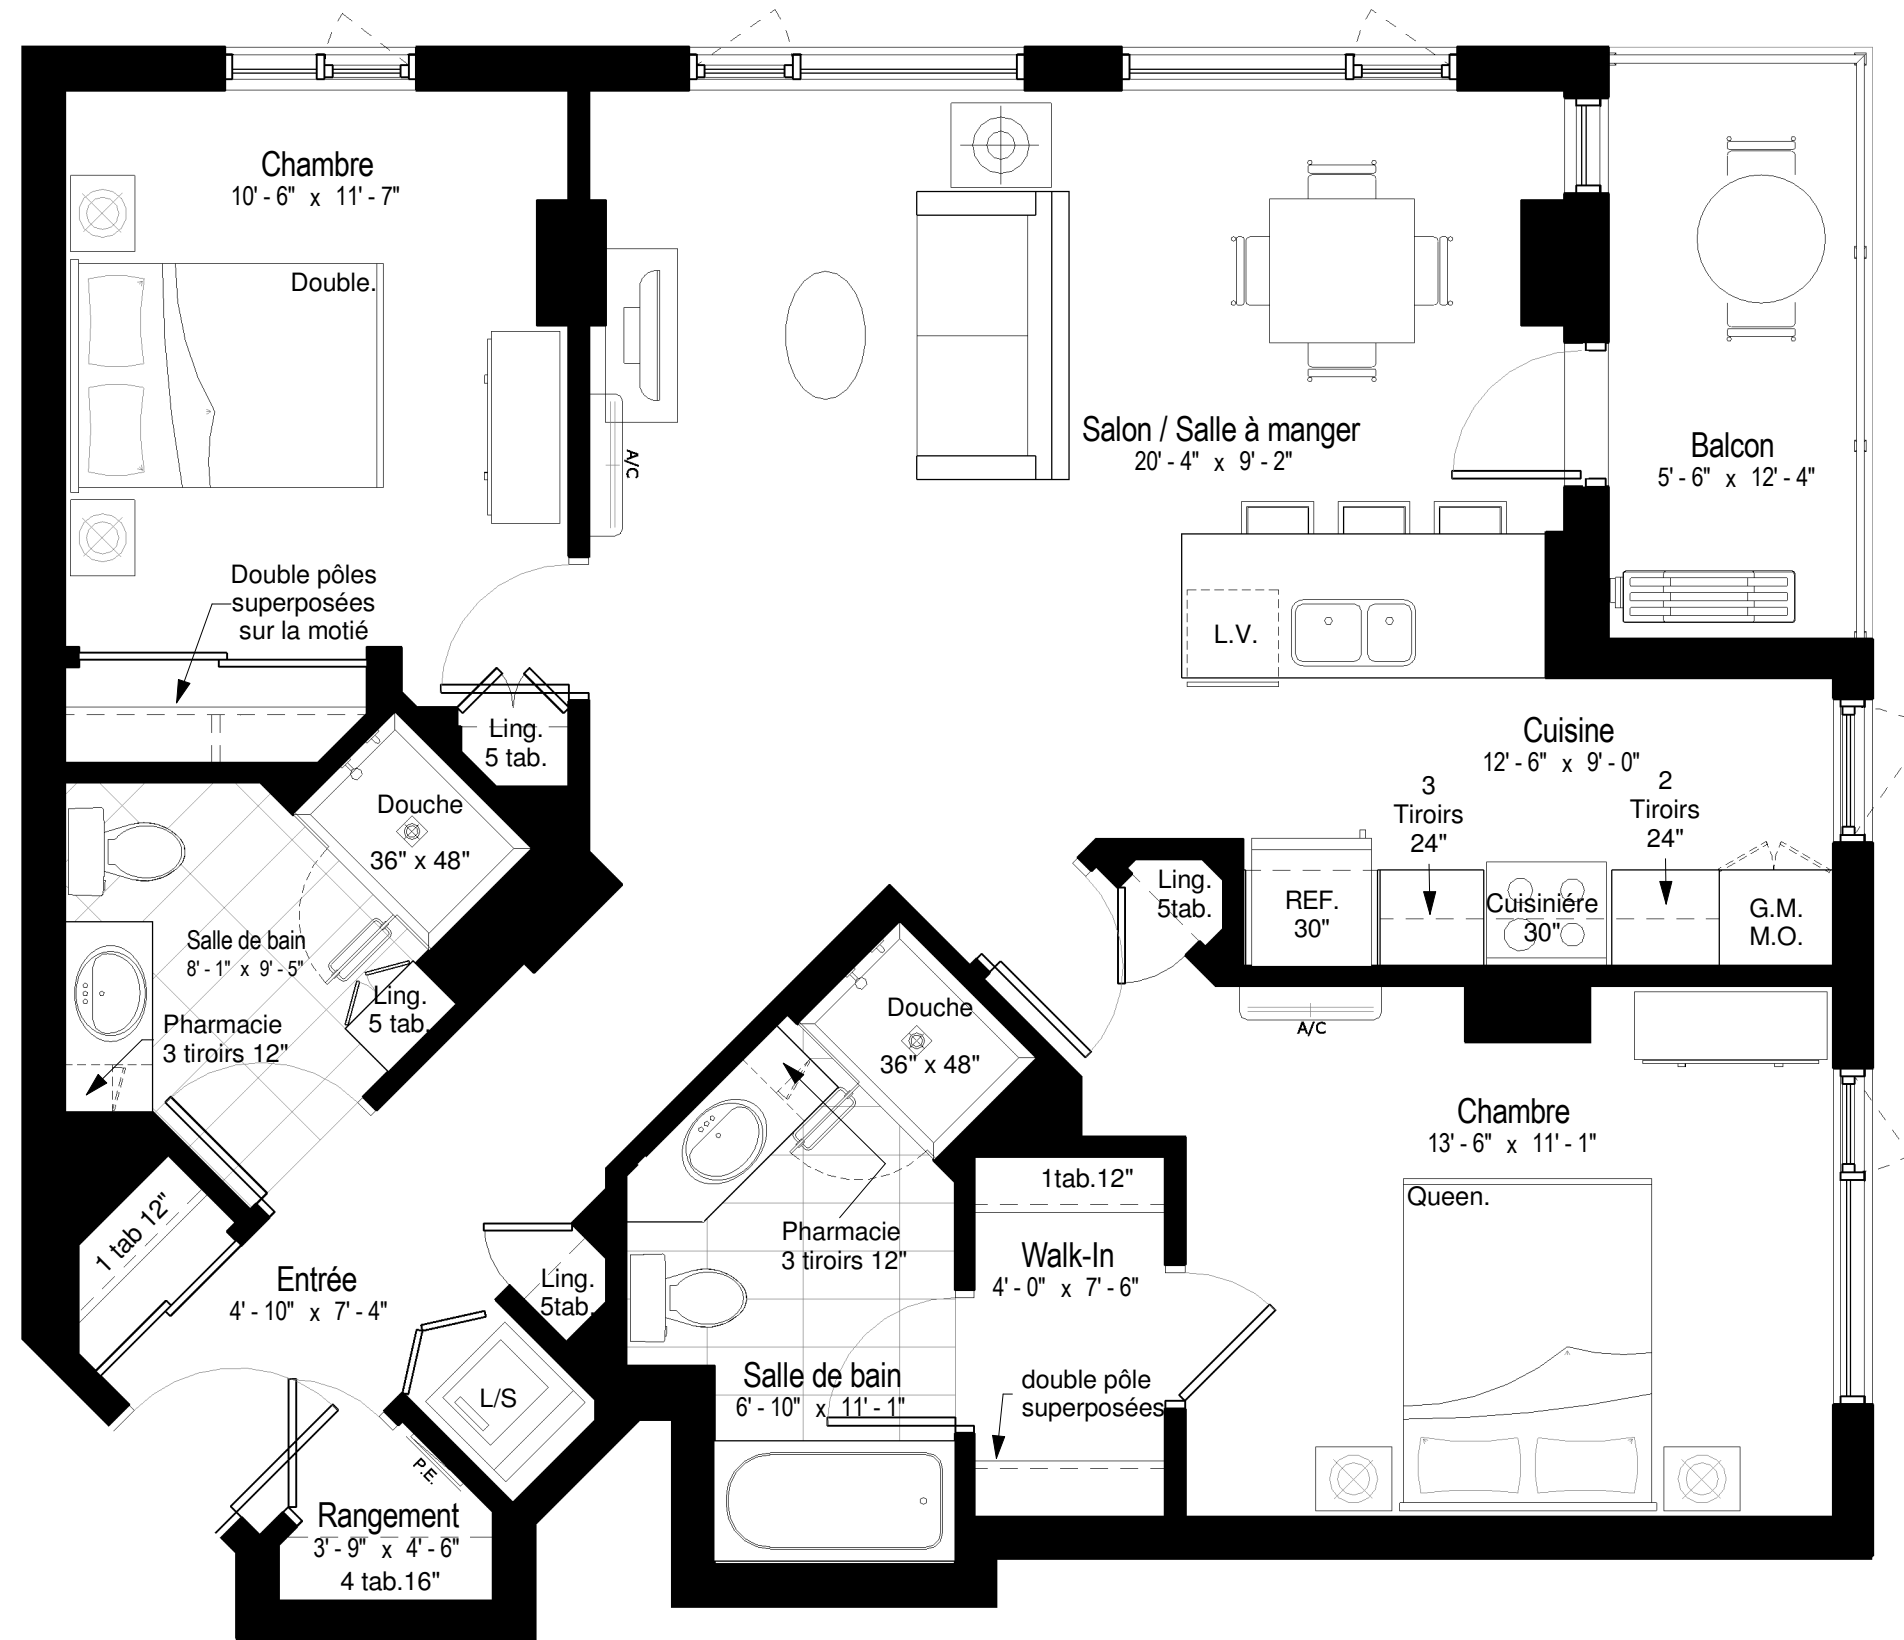 Chambre
10' - 6" x 11' - 7"
Double.
A/C
Salon / Salle à manger
20' - 4" x 9' - 2"
Balcon
5' - 6" x 12' - 4"
Double pôles
superposées
sur la motié
L.V.
Ling.
5 tab.
Cuisine
12' - 6" x 9' - 0"
3
Tiroirs
24"
2
Tiroirs
24"
Douche
36" x 48"
Ling.
5tab.
REF.
30"
Cuisiniére
30"
G.M.
M.O.
Salle de bain
8' - 1" x 9' - 5"
Ling.
5 tab.
Pharmacie
3 tiroirs 12"
Douche
36" x 48"
A/C
Chambre
13' - 6" x 11' - 1"
Queen.
1tab.12"
1 tab 12"
Pharmacie
3 tiroirs 12"
Walk-In
4' - 0" x 7' - 6"
Entrée
4' - 10" x 7' - 4"
Ling.
5tab.
Salle de bain
6' - 10" x 11' - 1"
double pôle
superposées
L/S
P.E.
Rangement
3' - 9" x 4' - 6"
4 tab.16"